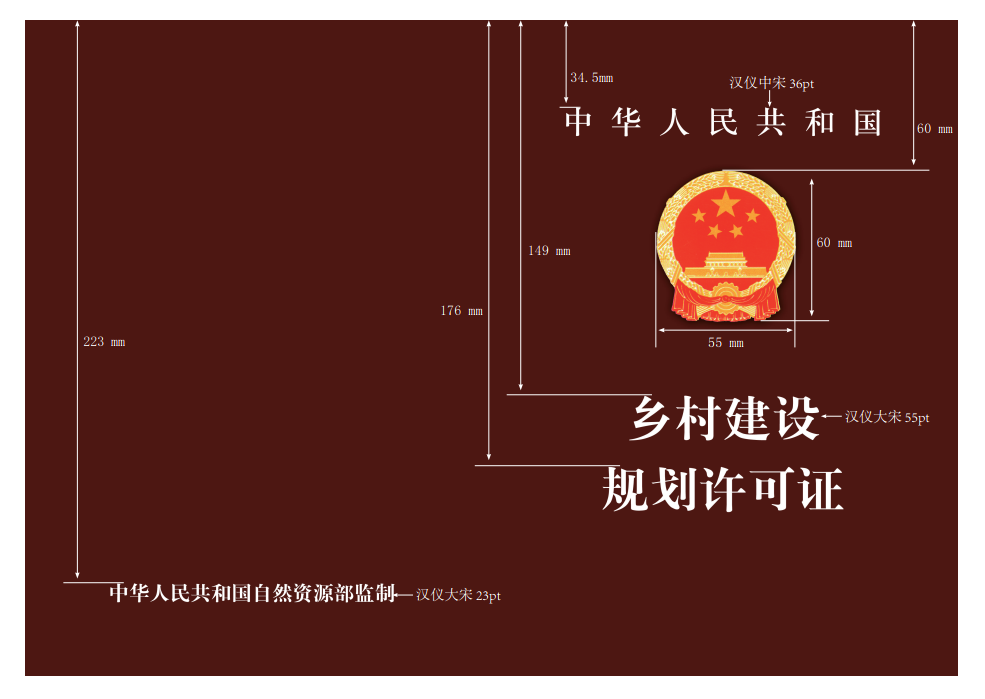 34.5mm
汉仪中宋 36pt
中华人民共和国
60 mm
60 mm
149 mm
176 mm
223 mm
55 mm
乡村建设
汉仪大宋 55pt
规划许可证
中华人民共和国自然资源部监制
汉仪大宋 23pt